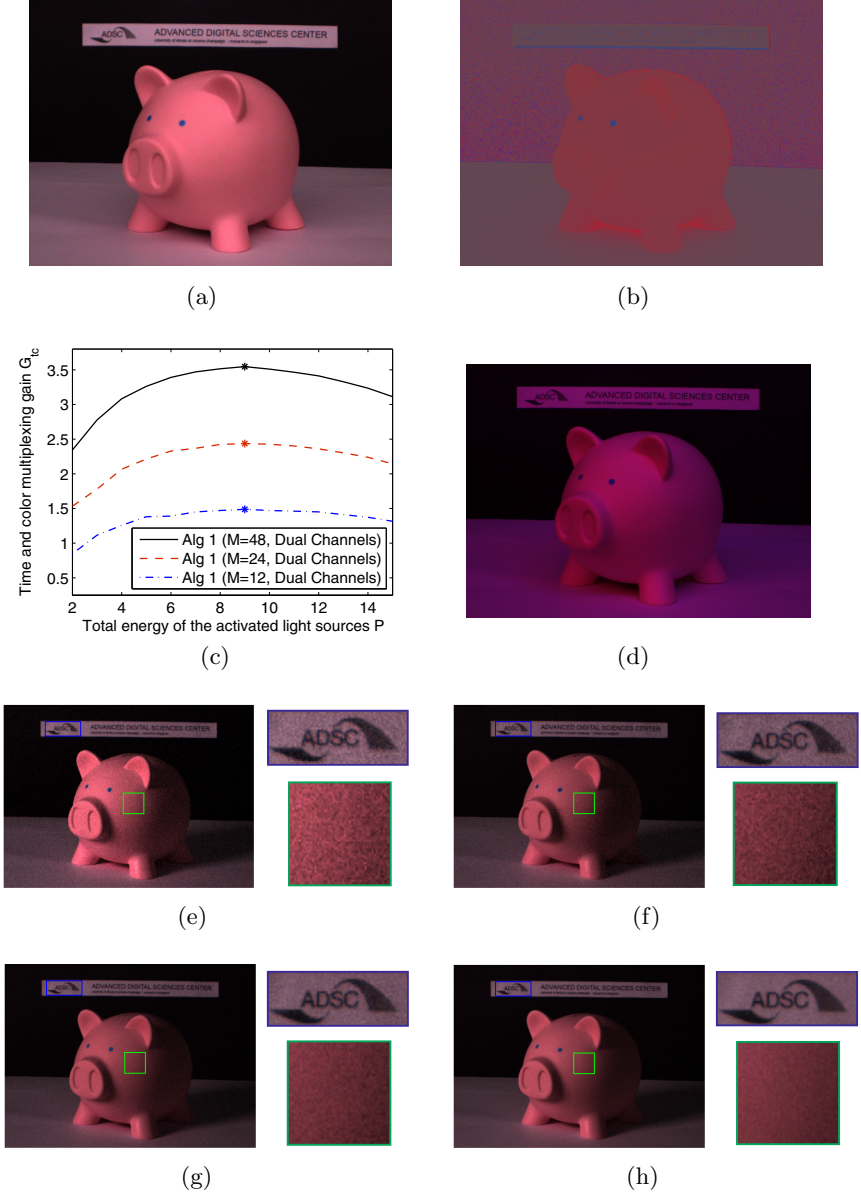 ADSC ADVANCED DIGITAL SCIENCES CENTER
(a)
(b)
Time and color multiplexing gain G_tc
3.5
3
2.5
2
1.5
1
0.5
Alg 1 (M=48, Dual Channels)
Alg 1 (M=24, Dual Channels)
Alg 1 (M=12, Dual Channels)
2 4 6 8 10 12 14
Total energy of the activated light sources P
(c)
ADSC ADVANCED DIGITAL SCIENCES CENTER
(d)
ADSC ADVANCED DIGITAL SCIENCES CENTER
ADSC
(e)
ADSC ADVANCED DIGITAL SCIENCES CENTER
ADSC
(f)
ADSC ADVANCED DIGITAL SCIENCES CENTER
ADSC
(g)
ADSC ADVANCED DIGITAL SCIENCES CENTER
ADSC
(h)